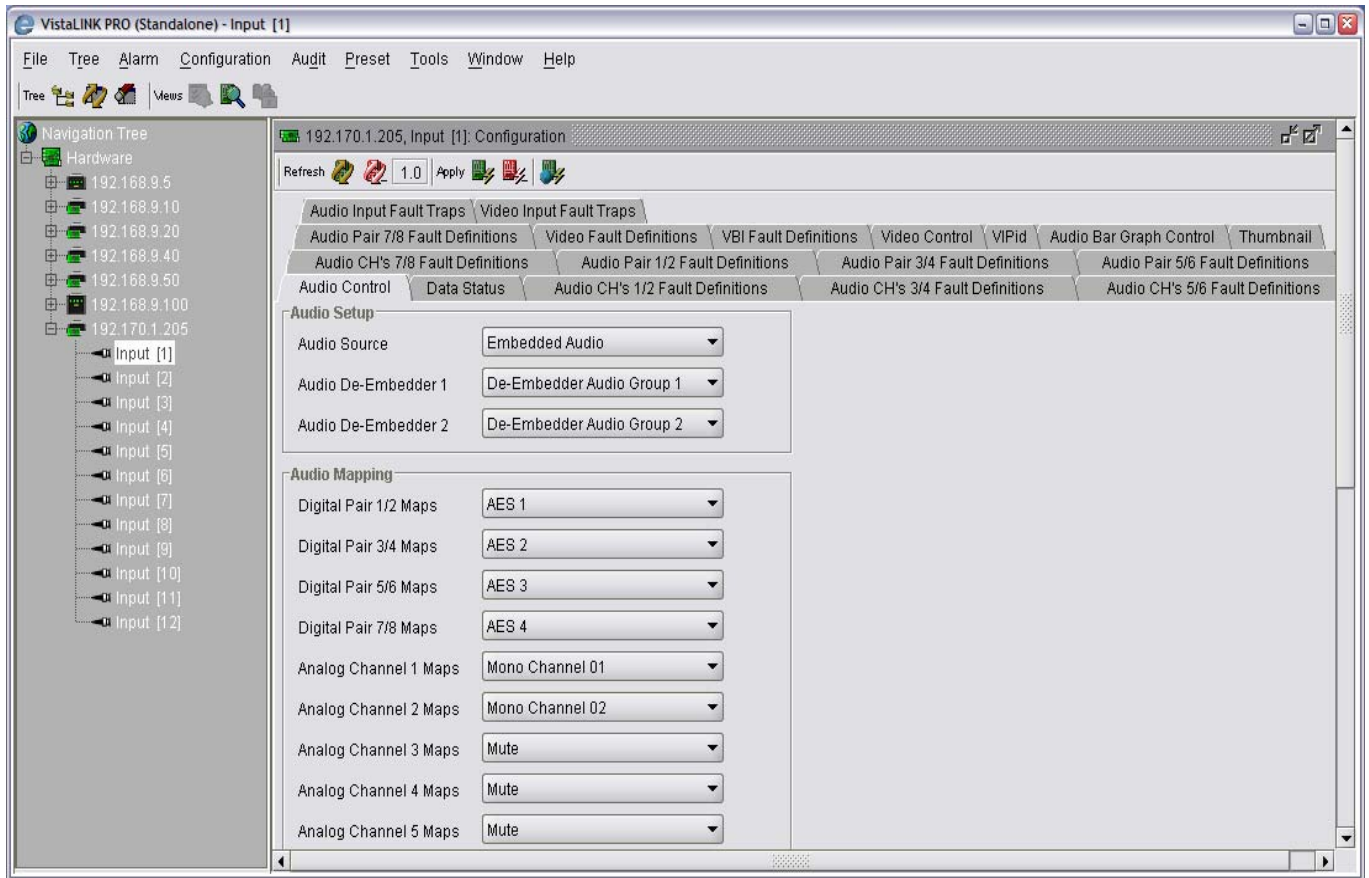 VistaLINK PRO (Standalone) - Input [1]
File Tree Alarm Configuration Audit Preset Tools Window Help
Tree Views
Navigation Tree
Hardware
192.168.9.5
192.168.9.10
192.168.9.20
192.168.9.40
192.168.9.50
192.168.9.100
192.170.1.205
Input [1]
Input [2]
Input [3]
Input [4]
Input [5]
Input [6]
Input [7]
Input [8]
Input [9]
Input [10]
Input [11]
Input [12]
192.170.1.205, Input [1]: Configuration
Refresh 1.0 Apply
Audio Input Fault Traps Video Input Fault Traps
Audio Pair 7/8 Fault Definitions Video Fault Definitions VBI Fault Definitions Video Control VIPid Audio Bar Graph Control Thumbnail
Audio CH's 7/8 Fault Definitions Audio Pair 1/2 Fault Definitions Audio Pair 3/4 Fault Definitions Audio Pair 5/6 Fault Definitions
Audio Control Data Status Audio CH's 1/2 Fault Definitions Audio CH's 3/4 Fault Definitions Audio CH's 5/6 Fault Definitions
Audio Setup
Audio Source Embedded Audio
Audio De-Embedder 1 De-Embedder Audio Group 1
Audio De-Embedder 2 De-Embedder Audio Group 2
Audio Mapping
Digital Pair 1/2 Maps AES 1
Digital Pair 3/4 Maps AES 2
Digital Pair 5/6 Maps AES 3
Digital Pair 7/8 Maps AES 4
Analog Channel 1 Maps Mono Channel 01
Analog Channel 2 Maps Mono Channel 02
Analog Channel 3 Maps Mute
Analog Channel 4 Maps Mute
Analog Channel 5 Maps Mute